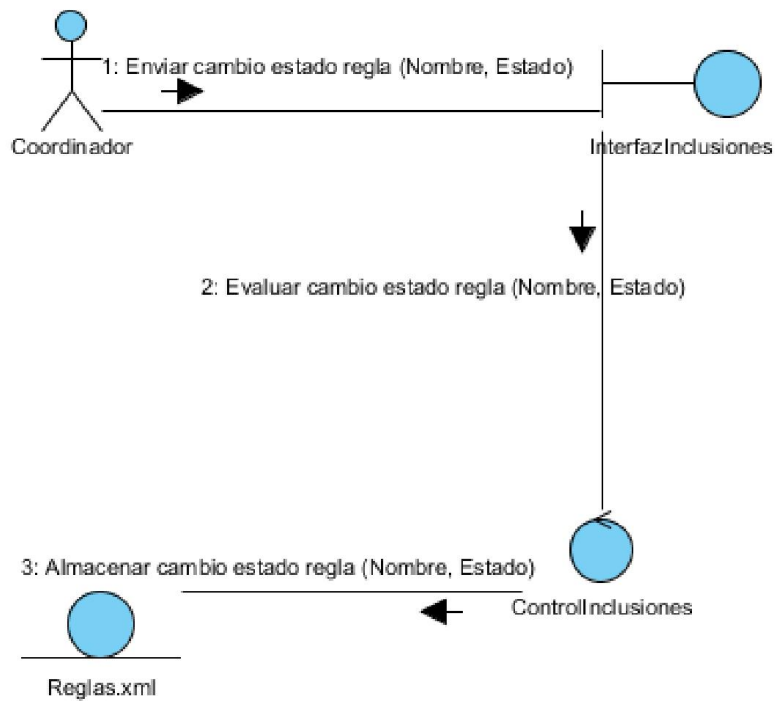 1: Enviar cambio estado regla (Nombre, Estado)
Coordinador
InterfazInclusiones
2: Evaluar cambio estado regla (Nombre, Estado)
3: Almacenar cambio estado regla (Nombre, Estado)
ControlInclusiones
Reglas.xml